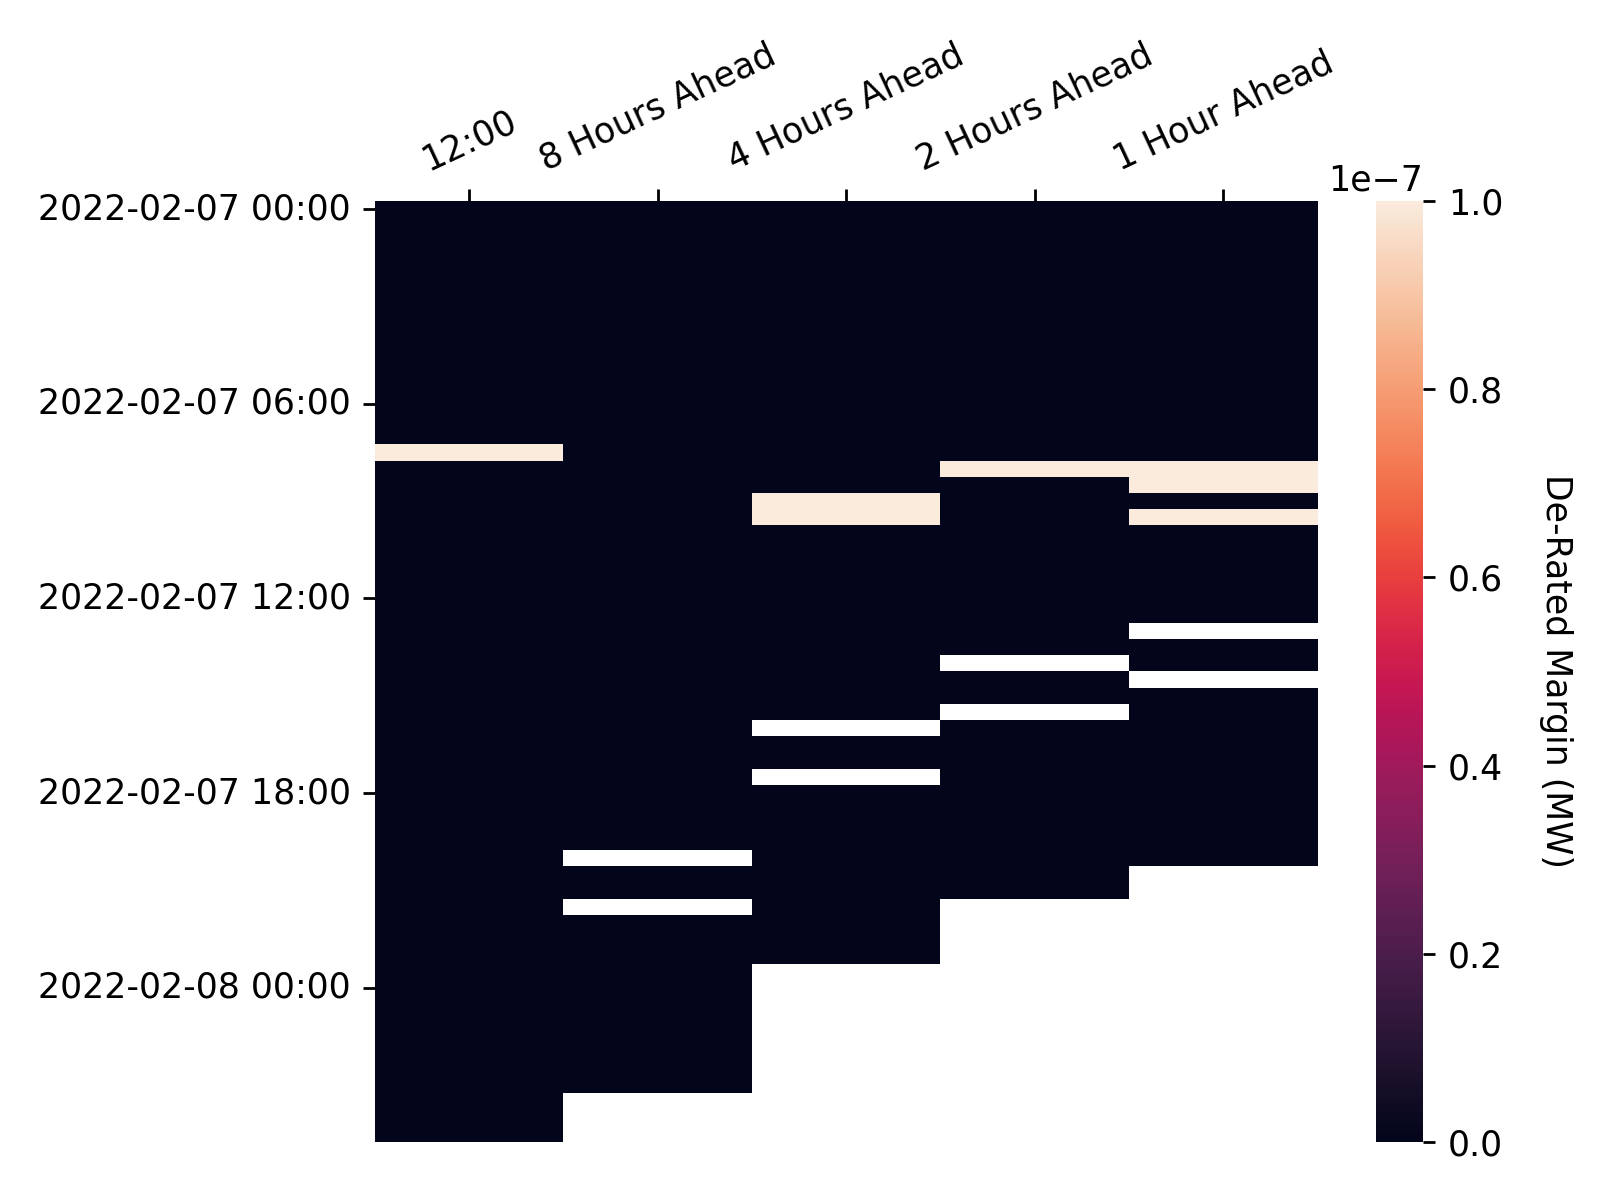 12:00
8 Hours Ahead
4 Hours Ahead
2 Hours Ahead
1 Hour Ahead
1e−7
2022-02-07 00:00
2022-02-07 06:00
2022-02-07 12:00
2022-02-07 18:00
2022-02-08 00:00
1.0
0.8
0.6
0.4
0.2
0.0
De-Rated Margin (MW)